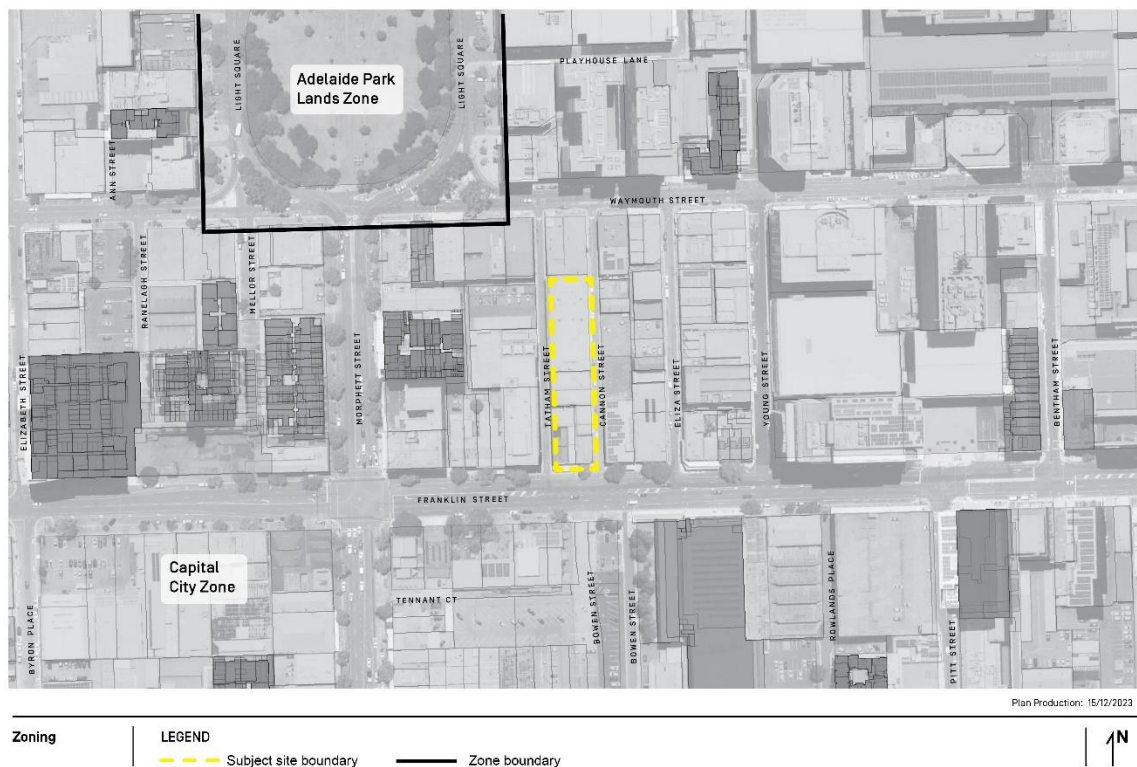 PLAYHOUSE LANE
LIGHT SQUARE
Adelaide Park
Lands Zone
LIGHT SQUARE
ANN STREET
WAYMOUTH STREET
RANELAGH STREET
MELLOR STREET
ELIZABETH STREET
MORPHETT STREET
TATHAM STREET
CANNON STREET
ELIZA STREET
YOUNG STREET
BENTHAM STREET
FRANKLIN STREET
Capital
City Zone
TENNANT CT
BYRON PLACE
BOWEN STREET
BOWEN STREET
ROWLANDS PLACE
PITT STREET
Plan Production: 15/12/2023
Zoning
LEGEND
Subject site boundary
Zone boundary
N